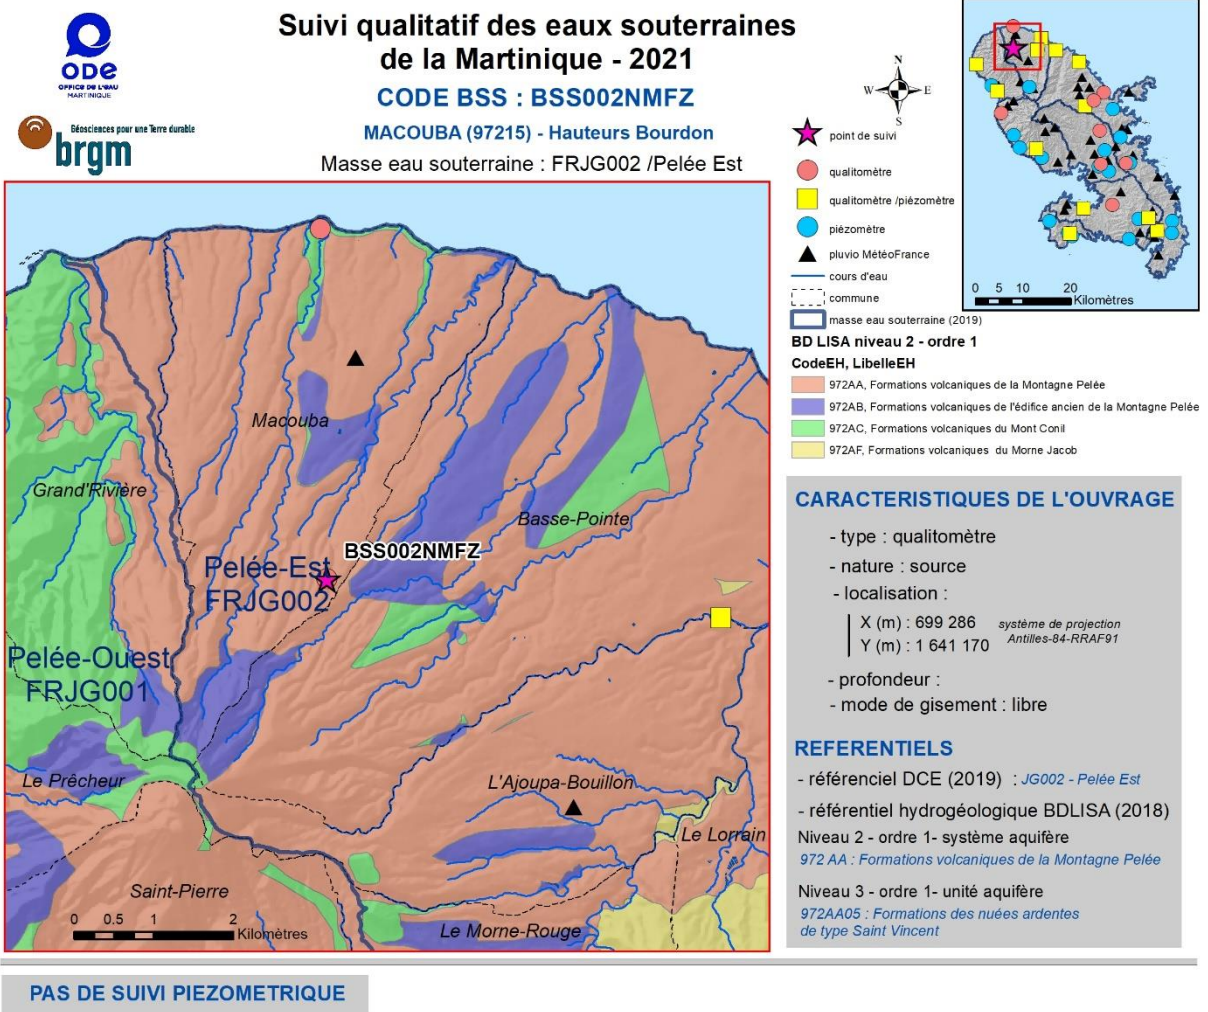 ODE
OFFICE DE L'EAU
MARTINIQUE
Géosciences pour une Terre durable
brgm
Suivi qualitatif des eaux souterraines
de la Martinique - 2021
CODE BSS : BSS002NMFZ
MACOUBA (97215) - Hauteurs Bourdon
Masse eau souterraine : FRJG002 /Pelée Est
N
W
E
S
point de suivi
qualitomètre
qualitomètre /piézomètre
piézomètre
pluvio MétéoFrance
cours d'eau
commune
masse eau souterraine (2019)
BD LISA niveau 2 - ordre 1
CodeEH, LibelleEH
972AA, Formations volcaniques de la Montagne Pelée
972AB, Formations volcaniques de l'édifice ancien de la Montagne Pelée
972AC, Formations volcaniques du Mont Conil
972AF, Formations volcaniques du Morne Jacob
0 5 10 20
Kilomètres
Macouba
Grand'Rivière
Basse-Pointe
BSS002NMFZ
Pelée-Est
FRJG002
Pelée-Ouest
FRJG001
Le Prêcheur
L'Ajoupa-Bouillon
Le Lorrain
Saint-Pierre
0 0.5 1 2
Kilomètres
Le Morne-Rouge
CARACTERISTIQUES DE L'OUVRAGE
- type : qualitomètre
- nature : source
- localisation :
X (m) : 699 286
Y (m) : 1 641 170
système de projection
Antilles-84-RRAF91
- profondeur :
- mode de gisement : libre
REFERENTIELS
- référenciel DCE (2019) : JG002 - Pelée Est
- référentiel hydrogéologique BDLISA (2018)
Niveau 2 - ordre 1- système aquifère
972 AA : Formations volcaniques de la Montagne Pelée
Niveau 3 - ordre 1- unité aquifère
972AA05 : Formations des nuées ardentes
de type Saint Vincent
PAS DE SUIVI PIEZOMETRIQUE